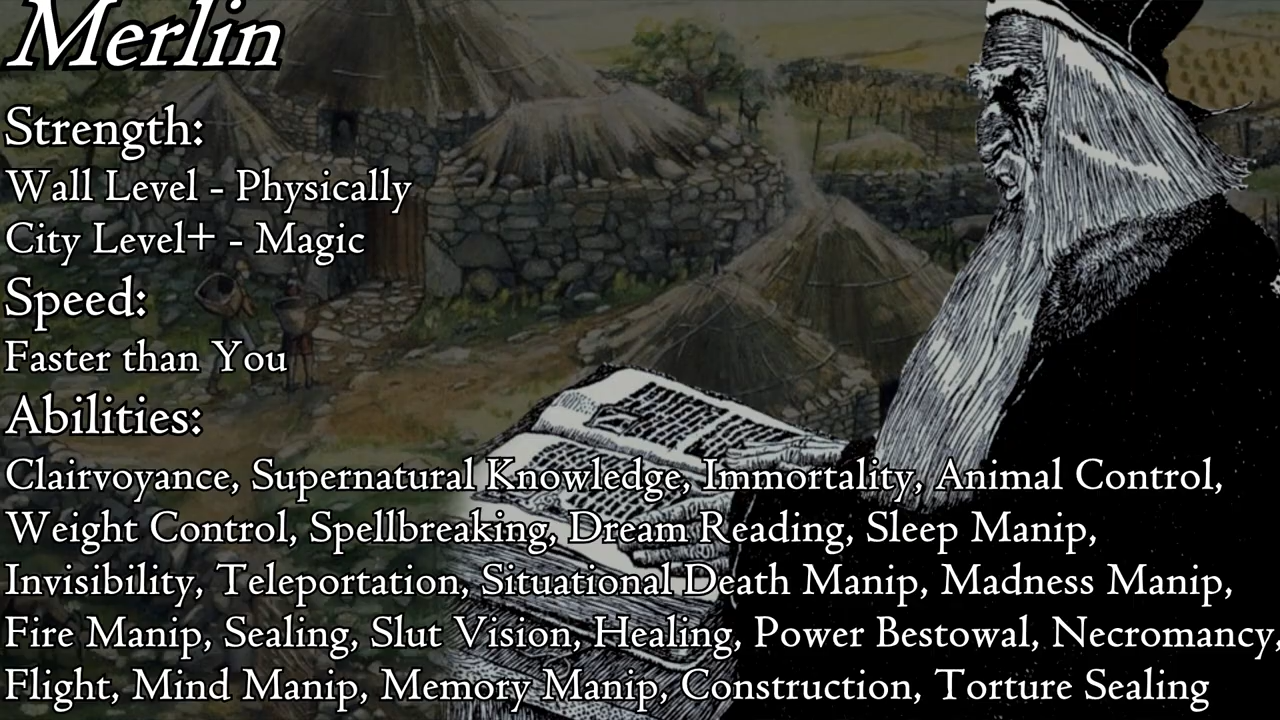 Merlin
Strength:
Wall Level - Physically
City Level+ - Magic
Speed:
Faster than You
Abilities:
Clairvoyance, Supernatural Knowledge, Immortality, Animal Control,
Weight Control, Spellbreaking, Dream Reading, Sleep Manip,
Invisibility, Teleportation, Situational Death Manip, Madness Manip,
Fire Manip, Sealing, Slut Vision, Healing, Power Bestowal, Necromancy,
Flight, Mind Manip, Memory Manip, Construction, Torture Sealing